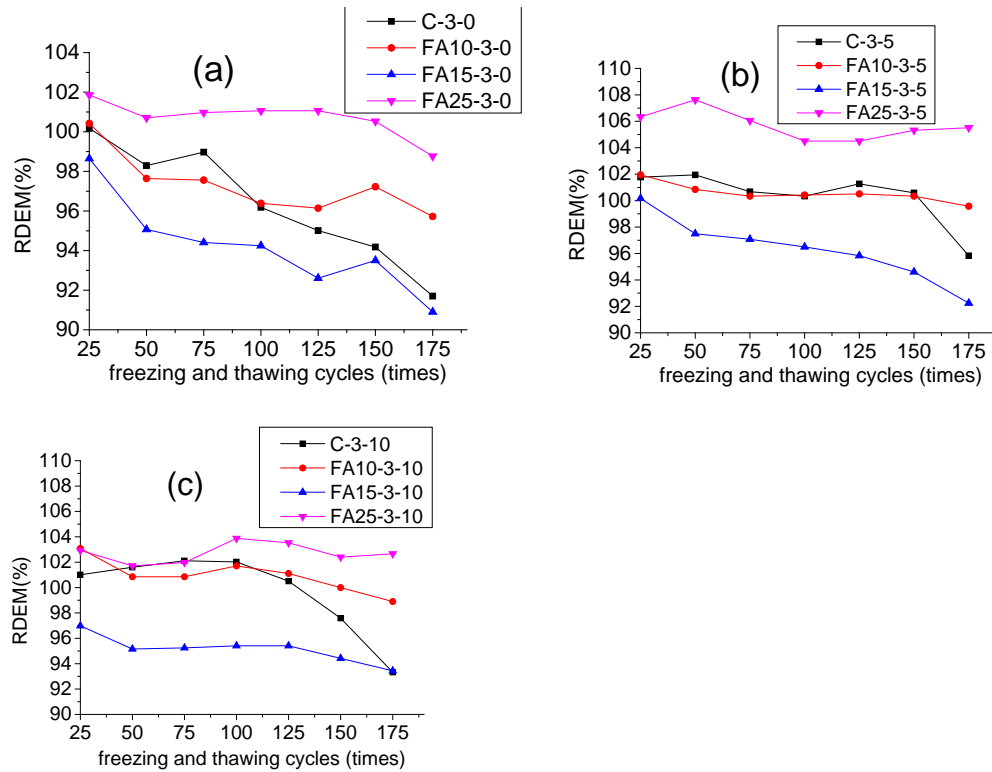 C-3-0
FA10-3-0
FA15-3-0
FA25-3-0
(a)
104
102
100
98
96
94
92
90
RDEM(%)
25 50 75 100 125 150 175
freezing and thawing cycles (times)
C-3-5
FA10-3-5
FA15-3-5
FA25-3-5
(b)
110
108
106
104
102
100
98
96
94
92
90
RDEM(%)
25 50 75 100 125 150 175
freezing and thawing cycles (times)
C-3-10
FA10-3-10
FA15-3-10
FA25-3-10
(c)
110
108
106
104
102
100
98
96
94
92
90
RDEM(%)
25 50 75 100 125 150 175
freezing and thawing cycles (times)